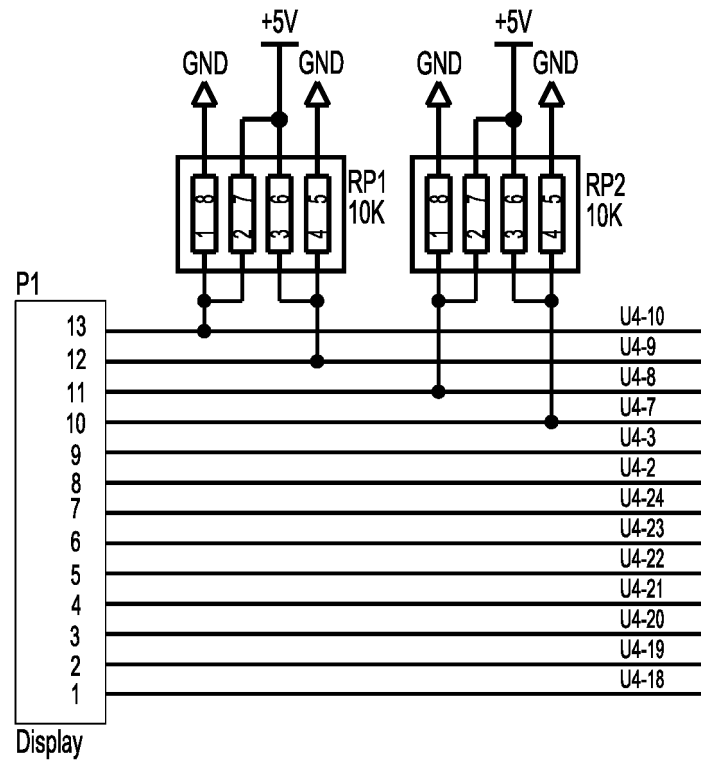 +5V +5V
GND GND GND GND
8 7 6 5 RP1 8 7 6 5 RP2
10K 10K
1 2 3 4 1 2 3 4
P1
13 U4-10
12 U4-9
11 U4-8
10 U4-7
9 U4-3
8 U4-2
7 U4-24
6 U4-23
5 U4-22
4 U4-21
3 U4-20
2 U4-19
1 U4-18
Display